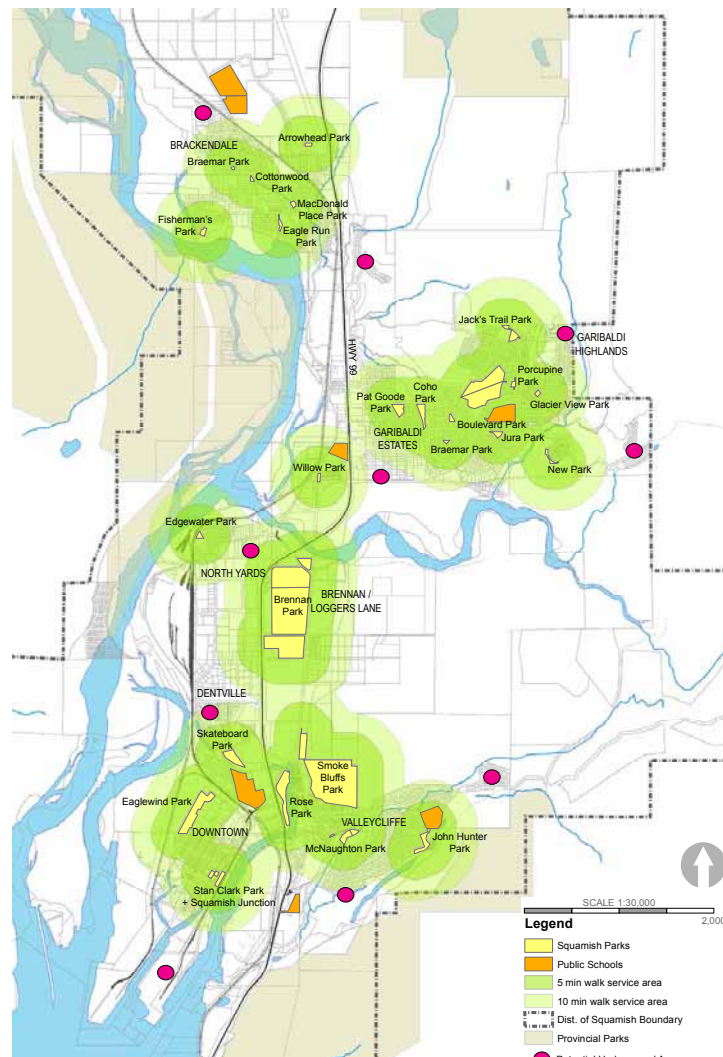 Arrowhead Park
BRACKENDALE
Braemar Park
Cottonwood
Park
MacDonald
Place Park
Fisherman's
Park
Eagle Run
Park
HWY 99
Jack's Trail Park
GARIBALDI
HIGHLANDS
Porcupine
Park
Coho
Park
Pat Goode
Park
Glacier View Park
Boulevard Park
GARIBALDI
ESTATES
Jura Park
Braemar Park
New Park
Willow Park
Edgewater Park
NORTH YARDS
BRENNAN /
LOGGERS LANE
Brennan
Park
DENTVILLE
Skateboard
Park
Smoke
Bluffs
Park
Eaglewind Park
Rose
Park
DOWNTOWN
VALLEYCLIFFE
McNaughton Park
John Hunter
Park
Stan Clark Park
+ Squamish Junction
SCALE 1:30,000
2,000
Legend
Squamish Parks
Public Schools
5 min walk service area
10 min walk service area
Dist. of Squamish Boundary
Provincial Parks